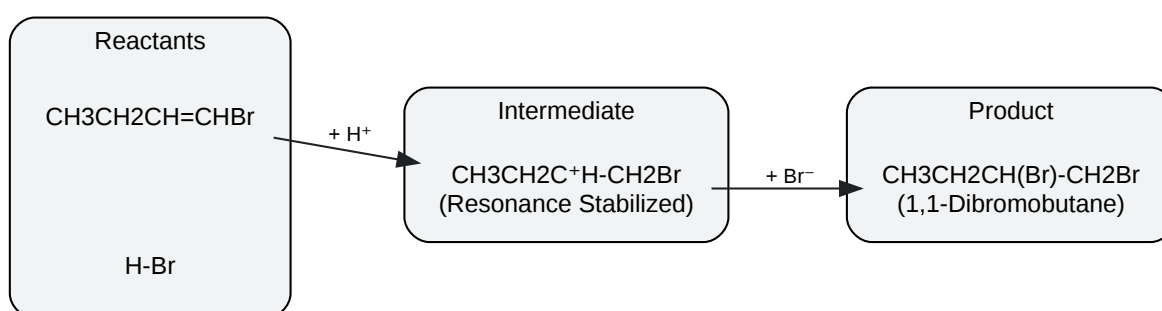 Reactants
CH3CH2CH=CHBr
H-Br
+ H⁺
Intermediate
CH3CH2C⁺H-CH2Br
(Resonance Stabilized)
+ Br⁻
Product
CH3CH2CH(Br)-CH2Br
(1,1-Dibromobutane)